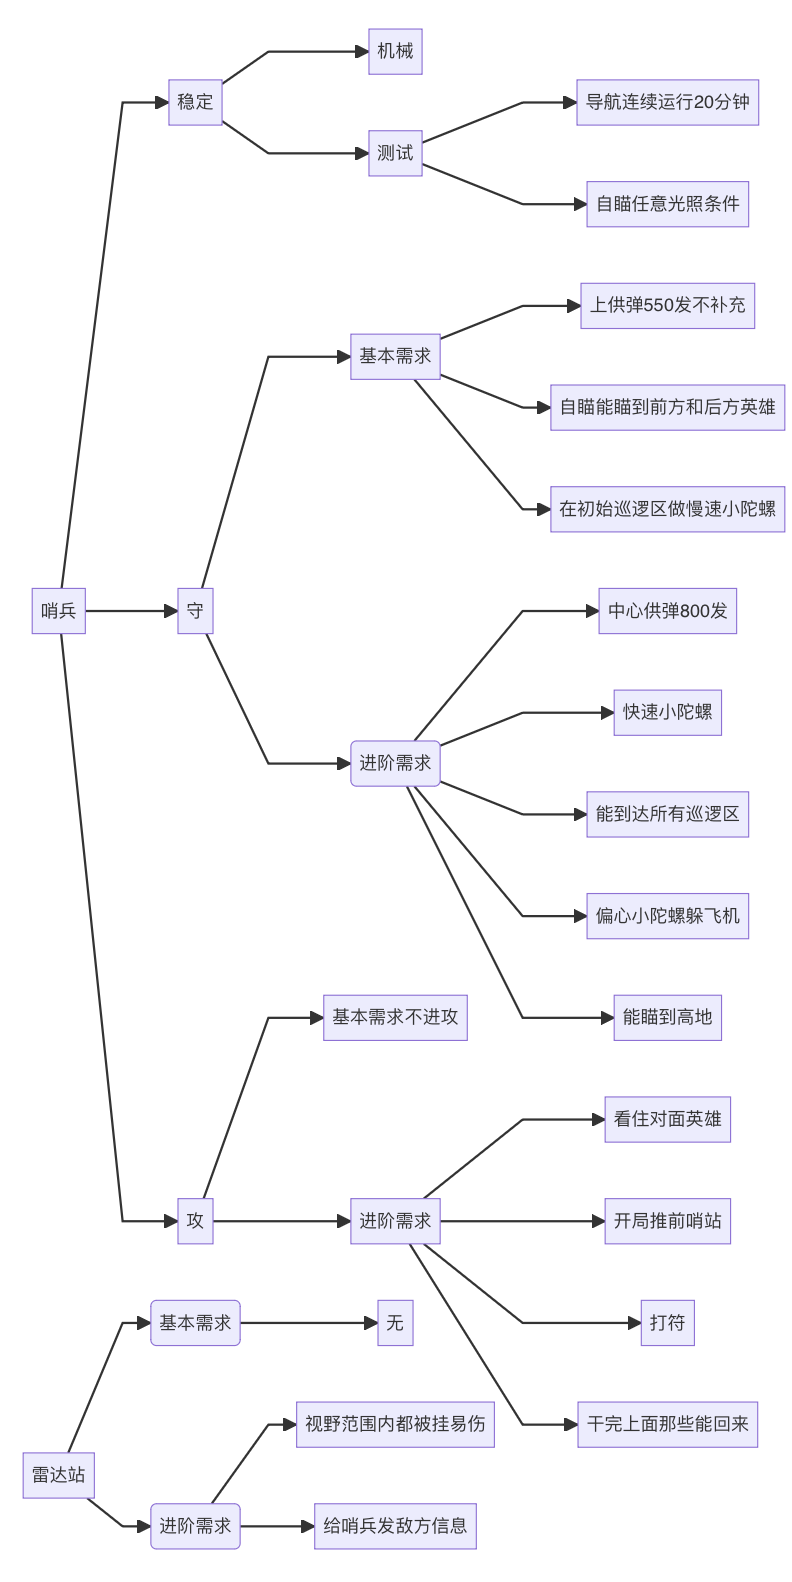 机械
稳定
导航连续运行20分钟
测试
自瞄任意光照条件
上供弹550发不补充
基本需求
自瞄能瞄到前方和后方英雄
在初始巡逻区做慢速小陀螺
哨兵
守
中心供弹800发
快速小陀螺
进阶需求
能到达所有巡逻区
偏心小陀螺躲飞机
基本需求不进攻
能瞄到高地
看住对面英雄
攻
进阶需求
开局推前哨站
基本需求
无
打符
视野范围内都被挂易伤
干完上面那些能回来
雷达站
进阶需求
给哨兵发敌方信息